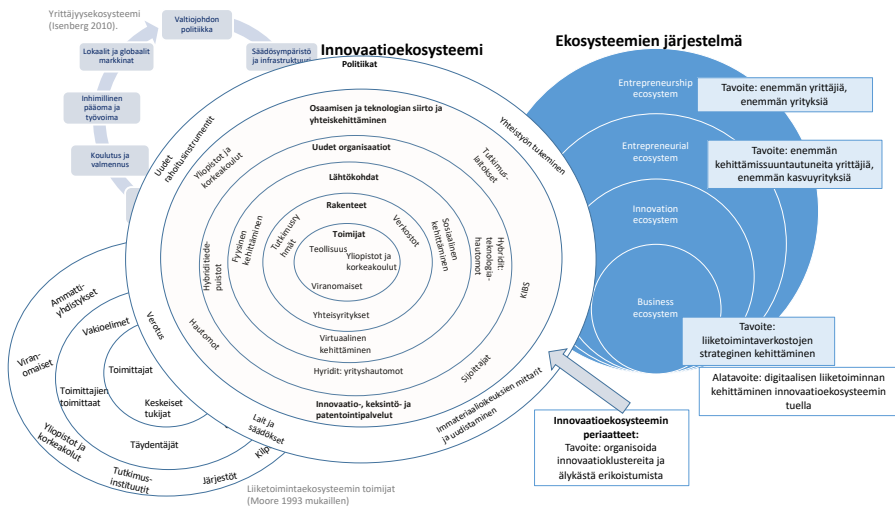 Yrittäjyysekosysteemi
(Isenberg 2010).
Valtiojohdon
politiikka
Lokaalit ja globaalit
markkinat
Säädösympäristö
ja infrastruktuuri
Inhimillinen
pääoma ja
työvoima
Koulutus ja
valmennus
Innovaatioekosysteemi
Politiikat
Uudet
rahoitusinstrumentit
Yhteistyön tukeminen
Verotus
Lait ja
säädökset
Immateriaalioikeuksien mittarit
ja uudistaminen
Osaamisen ja teknologian siirto ja
yhteiskehittäminen
Yliopistot ja
korkeakoulut
Tutkimus-
laitokset
KIBS
Hautomot
Sijoittajat
Innovaatio-, keksintö- ja
patentointipalvelut
Uudet organisaatiot
Hybriditiede-
puistot
Hybridit:
teknologia-
hautomot
Hyridit: yrityshautomot
Lähtökohdat
Fyysinen
kehittäminen
Sosiaalinen
kehittäminen
Virtuaalinen
kehittäminen
Rakenteet
Tutkimusry
hmät
Verkostot
Yhteisyritykset
Toimijat
Teollisuus
Yliopistot ja
korkeakoulut
Viranomaiset
Ammatti-
yhdistykset
Vakioelimet
Viran-
omaiset
Toimittajat
Toimittajien
toimittaat
Keskeiset
tukijat
Täydentäjät
Yliopistot ja
korkeakolut
Tutkimus-
instituutit
Järjestöt
Kilp
Liiketoimintaekosysteemin toimijat
(Moore 1993 mukaillen)
Ekosysteemien järjestelmä
Entrepreneurship
ecosystem
Tavoite: enemmän yrittäjiä,
enemmän yrityksiä
Entrepreneurial
ecosystem
Tavoite: enemmän
kehittämissuuntautuneita yrittäjiä,
enemmän kasvuyrityksiä
Innovation
ecosystem
Business
ecosystem
Tavoite:
liiketoimintaverkostojen
strateginen kehittäminen
Alatavoite: digitaalisen liiketoiminnan
kehittäminen innovaatioekosysteemin
tuella
Innovaatioekosysteemin
periaatteet:
Tavoite: organisoida
innovaatioklustereita ja
älykästä erikoistumista